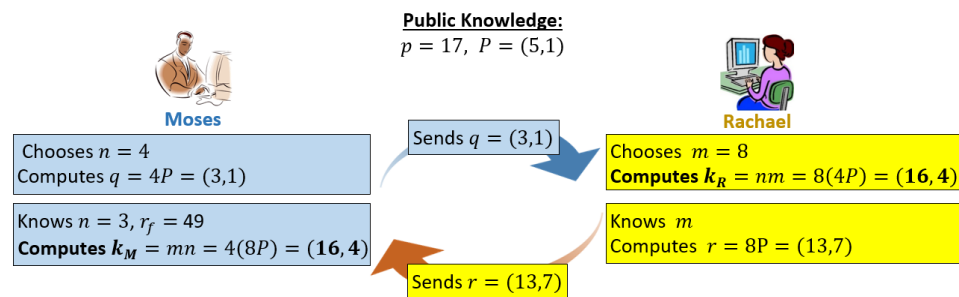 Public Knowledge:
p = 17, P = (5,1)
Moses
Rachael
Chooses n = 4
Computes q = 4P = (3,1)
Sends q = (3,1)
Chooses m = 8
Computes k_R = nm = 8(4P) = (16, 4)
Knows n = 3, r_f = 49
Computes k_M = mn = 4(8P) = (16, 4)
Knows m
Computes r = 8P = (13,7)
Sends r = (13,7)